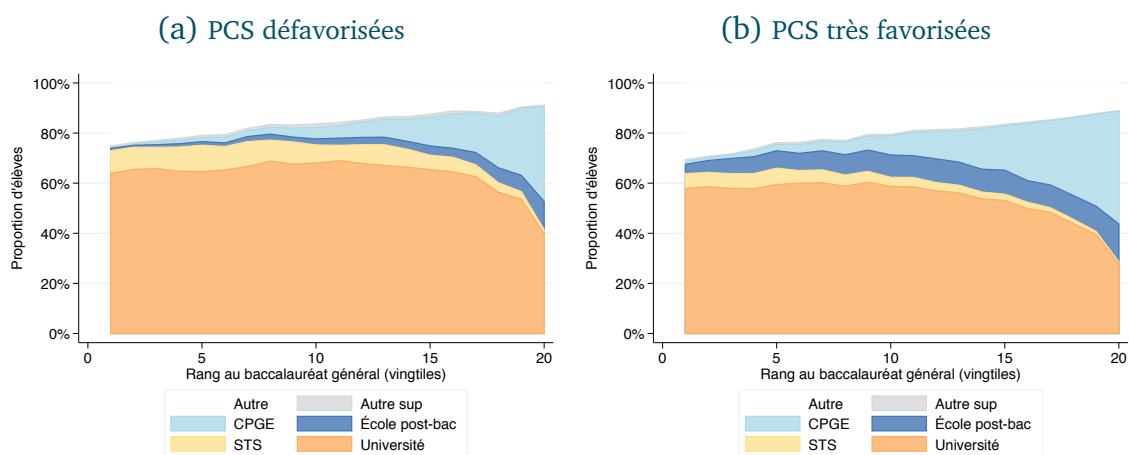 (a) PCS défavorisées
100%
80%
60%
40%
20%
0%
Proportion d'élèves
0 5 10 15 20
Rang au baccalauréat général (vingtiles)
Autre Autre sup
CPGE École post-bac
STS Université
(b) PCS très favorisées
100%
80%
60%
40%
20%
0%
Proportion d'élèves
0 5 10 15 20
Rang au baccalauréat général (vingtiles)
Autre Autre sup
CPGE École post-bac
STS Université